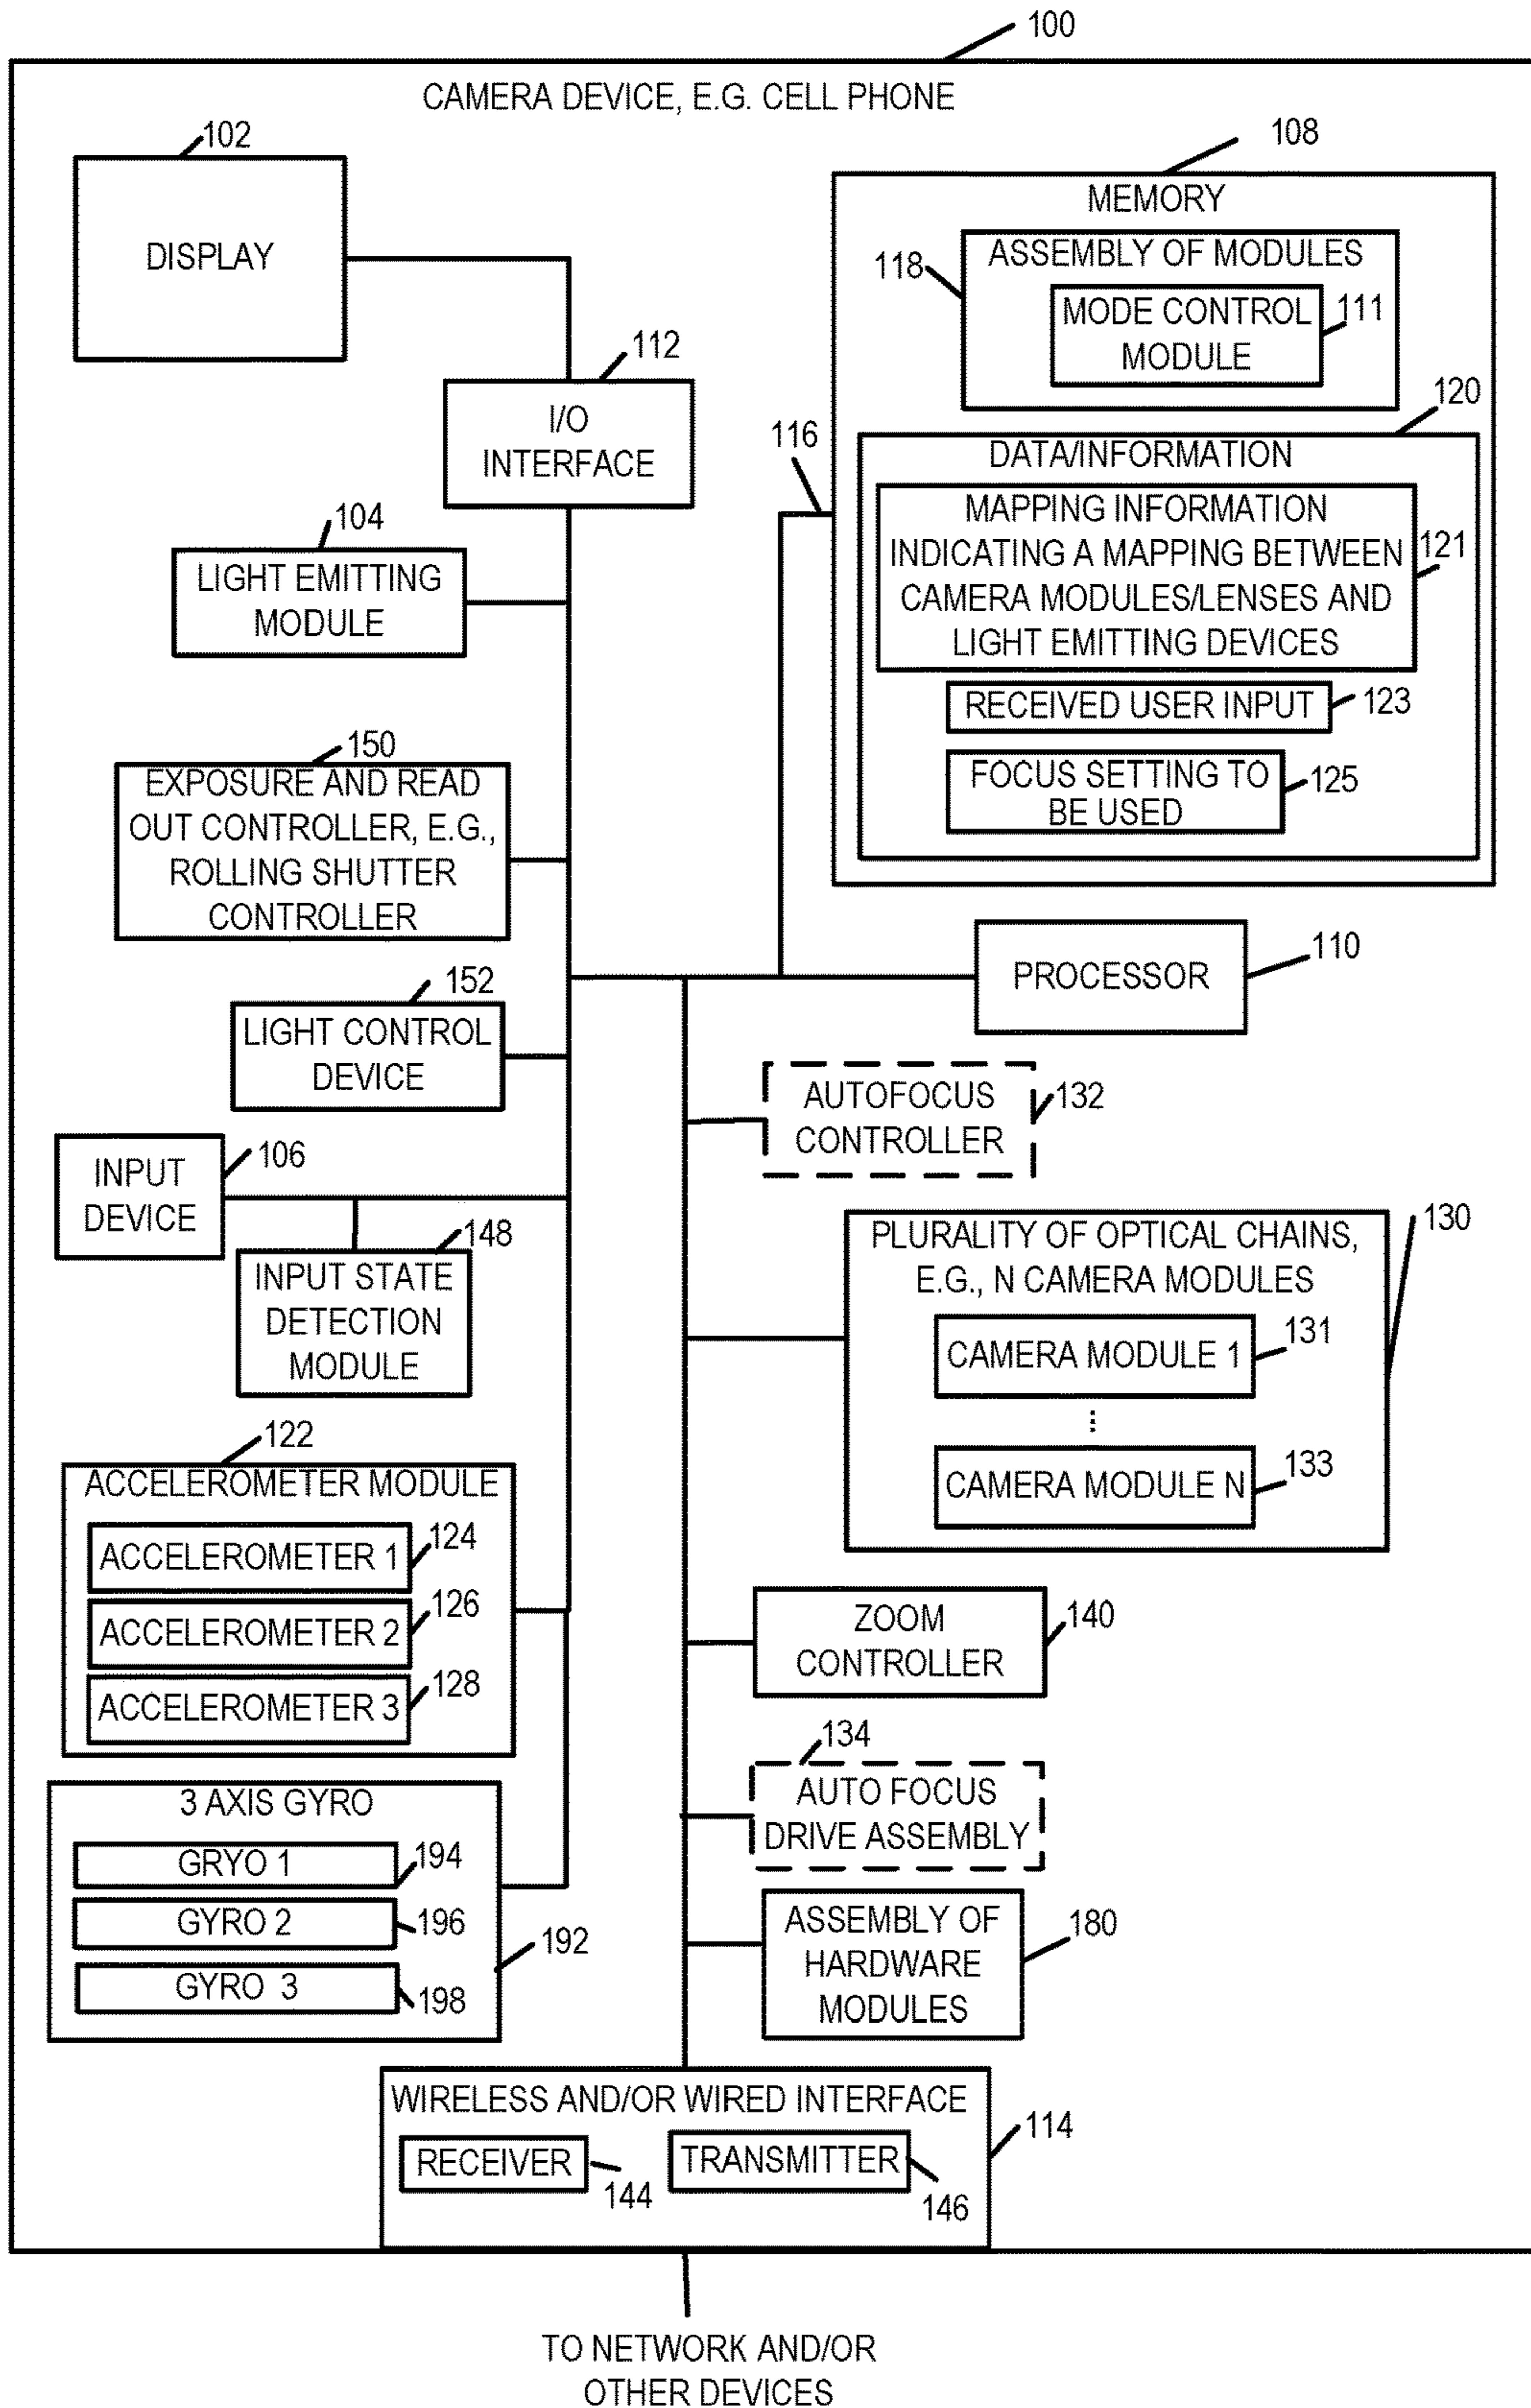 100
CAMERA DEVICE, E.G. CELL PHONE
102
DISPLAY
108
MEMORY
118
ASSEMBLY OF MODULES
MODE CONTROL
MODULE
111
112
I/O
INTERFACE
116
120
DATA/INFORMATION
MAPPING INFORMATION
INDICATING A MAPPING BETWEEN
CAMERA MODULES/LENSES AND
LIGHT EMITTING DEVICES
121
RECEIVED USER INPUT
123
FOCUS SETTING TO
BE USED
125
104
LIGHT EMITTING
MODULE
150
EXPOSURE AND READ
OUT CONTROLLER, E.G.,
ROLLING SHUTTER
CONTROLLER
PROCESSOR
110
152
LIGHT CONTROL
DEVICE
AUTOFOCUS
CONTROLLER
132
INPUT
DEVICE
106
148
INPUT STATE
DETECTION
MODULE
PLURALITY OF OPTICAL CHAINS,
E.G., N CAMERA MODULES
130
CAMERA MODULE 1
131
⋮
CAMERA MODULE N
133
122
ACCELEROMETER MODULE
ACCELEROMETER 1
124
ACCELEROMETER 2
126
ACCELEROMETER 3
128
ZOOM
CONTROLLER
140
134
AUTO FOCUS
DRIVE ASSEMBLY
3 AXIS GYRO
GRYO 1
194
GYRO 2
196
GYRO 3
198
192
ASSEMBLY OF
HARDWARE
MODULES
180
WIRELESS AND/OR WIRED INTERFACE
114
RECEIVER
144
TRANSMITTER
146
TO NETWORK AND/OR
OTHER DEVICES